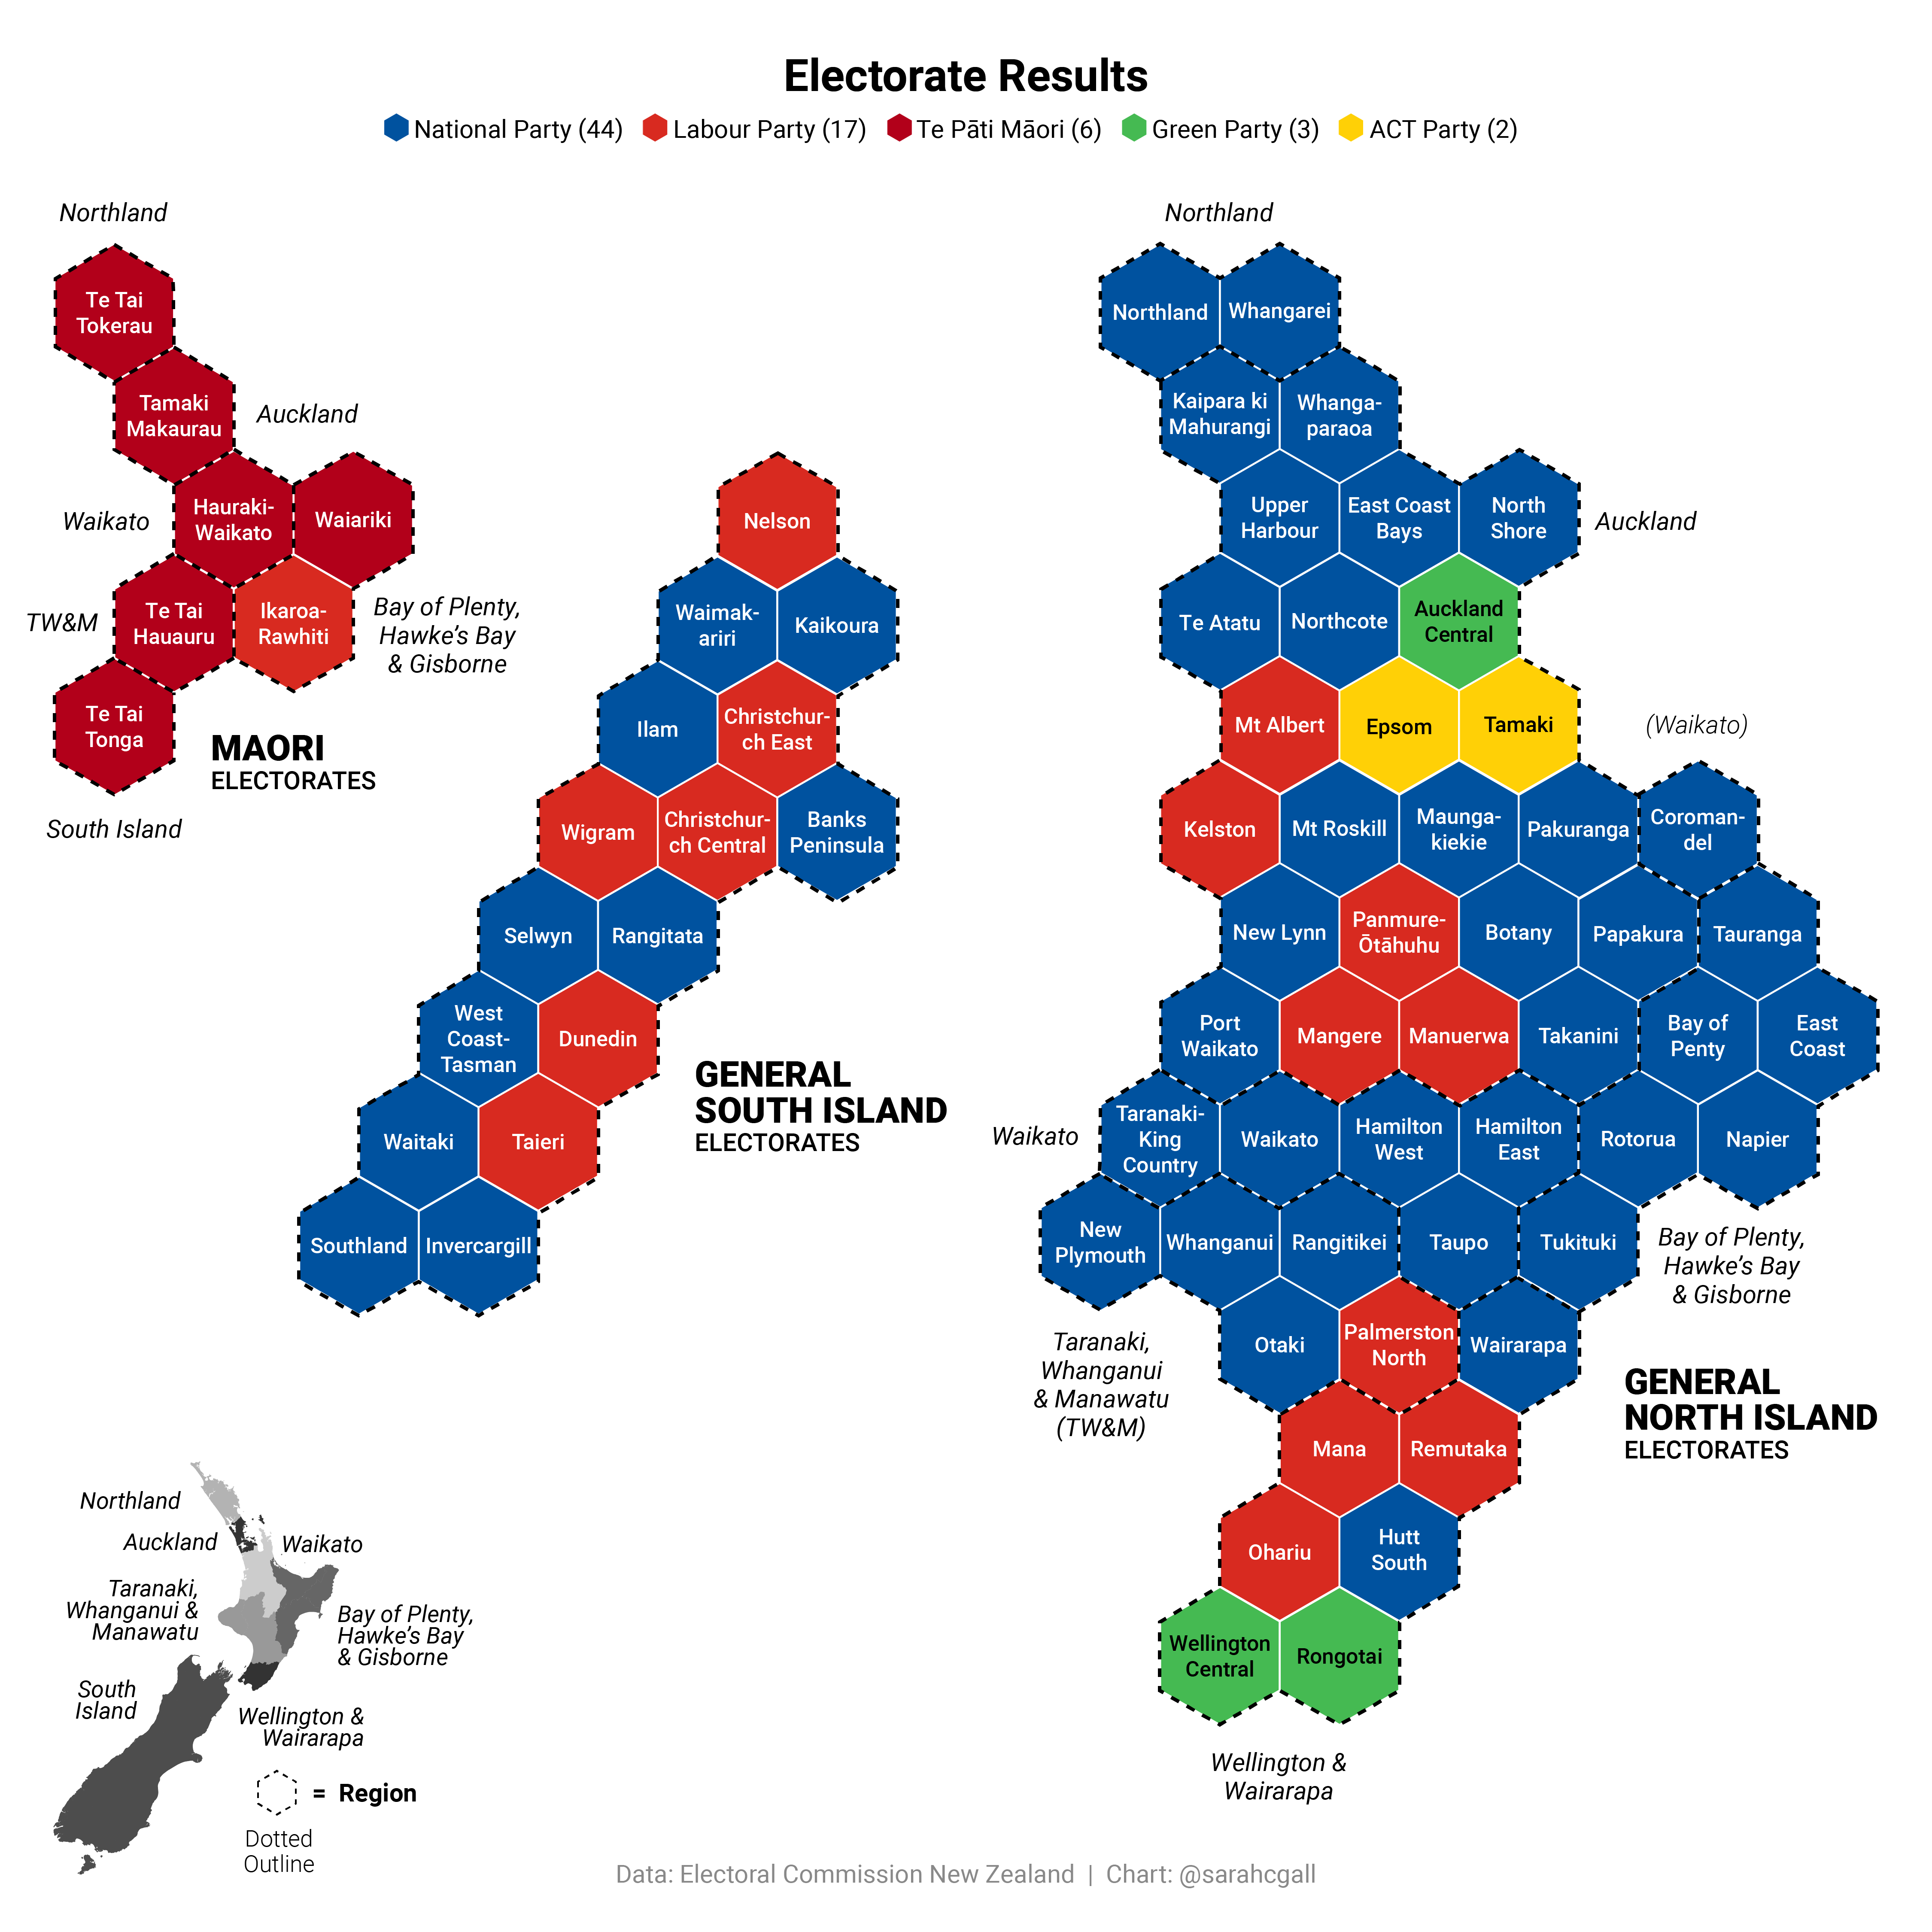 Electorate Results
National Party (44) Labour Party (17) Te Pāti Māori (6) Green Party (3) ACT Party (2)
Northland
Te Tai
Tokerau
Tamaki
Makaurau
Auckland
Waikato
Hauraki-
Waikato
Waiariki
TW&M
Te Tai
Hauauru
Ikaroa-
Rawhiti
Bay of Plenty,
Hawke's Bay
& Gisborne
Te Tai
Tonga
MAORI
ELECTORATES
South Island
Nelson
Waimak-
ariri
Kaikoura
Ilam
Christchur-
ch East
Wigram
Christchur-
ch Central
Banks
Peninsula
Selwyn
Rangitata
West
Coast-
Tasman
Dunedin
Waitaki
Taieri
Southland
Invercargill
GENERAL
SOUTH ISLAND
ELECTORATES
Northland
Northland
Whangarei
Kaipara ki
Mahurangi
Whanga-
paraoa
Upper
Harbour
East Coast
Bays
North
Shore
Auckland
Te Atatu
Northcote
Auckland
Central
Mt Albert
Epsom
Tamaki
(Waikato)
Kelston
Mt Roskill
Maunga-
kiekie
Pakuranga
Coroman-
del
New Lynn
Panmure-
Ōtāhuhu
Botany
Papakura
Tauranga
Port
Waikato
Mangere
Manuerwa
Takanini
Bay of
Penty
East
Coast
Waikato
Taranaki-
King
Country
Waikato
Hamilton
West
Hamilton
East
Rotorua
Napier
New
Plymouth
Whanganui
Rangitikei
Taupo
Tukituki
Bay of Plenty,
Hawke's Bay
& Gisborne
Taranaki,
Whanganui
& Manawatu
(TW&M)
Otaki
Palmerston
North
Wairarapa
GENERAL
NORTH ISLAND
ELECTORATES
Mana
Remutaka
Ohariu
Hutt
South
Wellington
Central
Rongotai
Wellington &
Wairarapa
Northland
Auckland
Waikato
Taranaki,
Whanganui &
Manawatu
Bay of Plenty,
Hawke's Bay
& Gisborne
South
Island
Wellington &
Wairarapa
= Region
Dotted
Outline
Data: Electoral Commission New Zealand | Chart: @sarahcgall